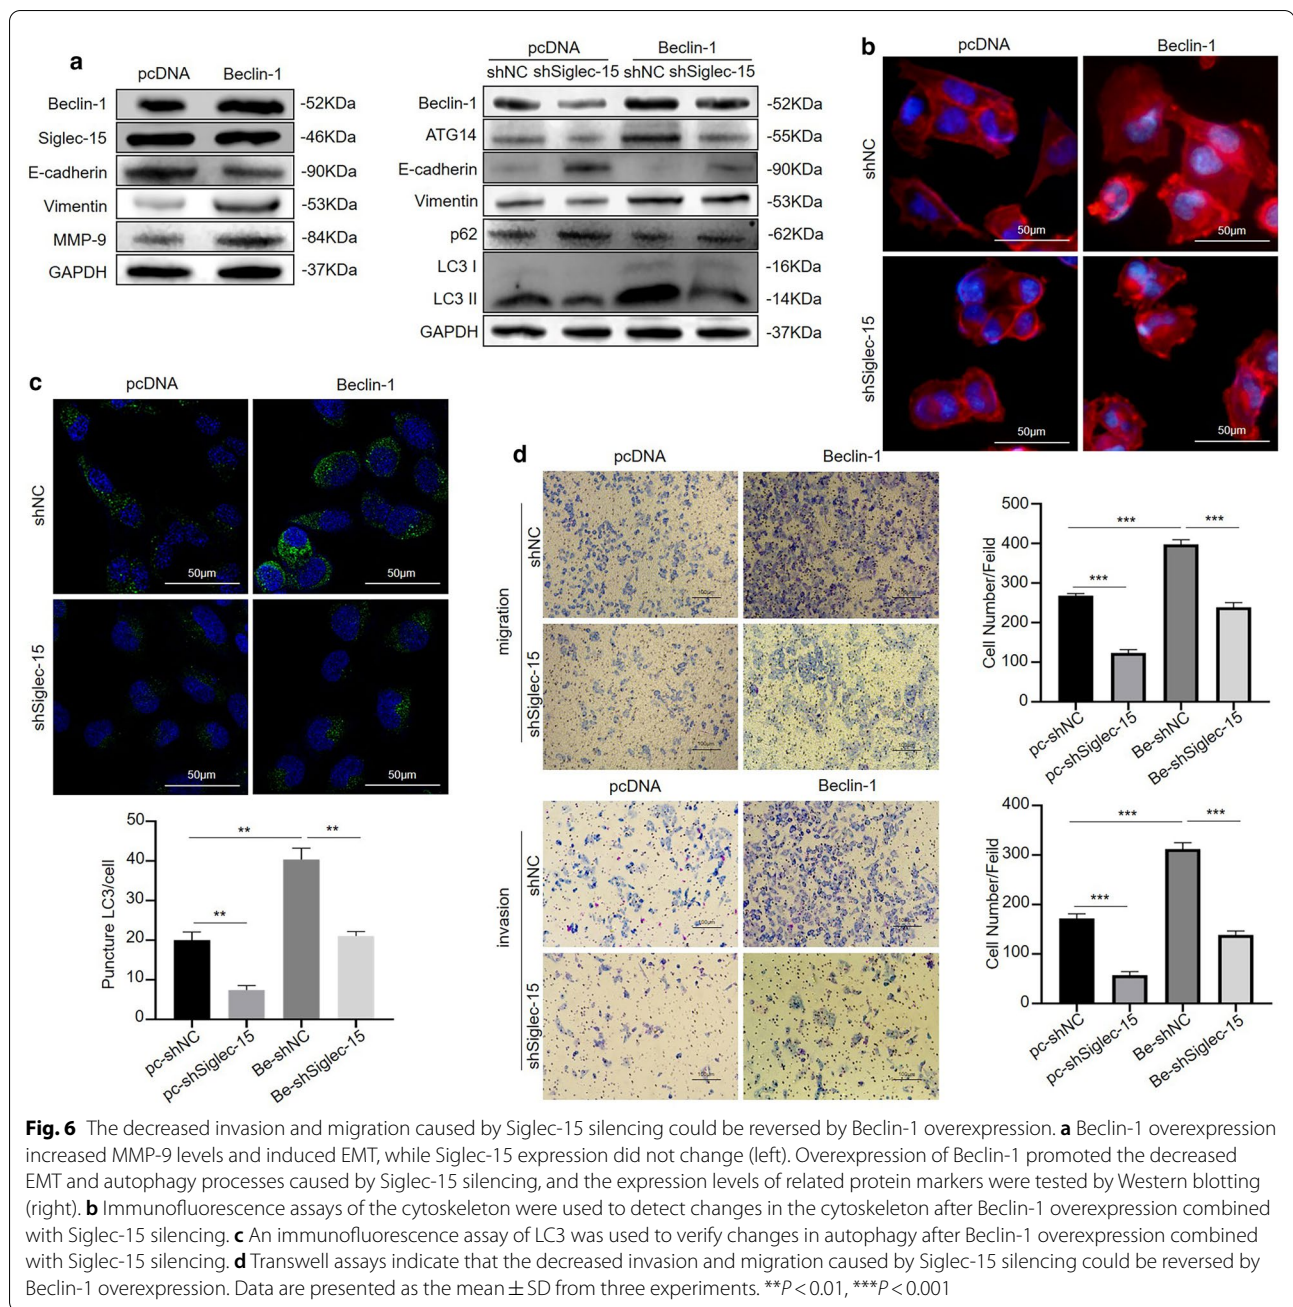 a
pcDNA Beclin-1
Beclin-1 -52KDa
Siglec-15 -46KDa
E-cadherin -90KDa
Vimentin -53KDa
MMP-9 -84KDa
GAPDH -37KDa
pcDNA Beclin-1
shNC shSiglec-15 shNC shSiglec-15
Beclin-1 -52KDa
ATG14 -55KDa
E-cadherin -90KDa
Vimentin -53KDa
p62 -62KDa
LC3 I -16KDa
LC3 II -14KDa
GAPDH -37KDa
b
pcDNA Beclin-1
shNC
50μm 50μm
shSiglec-15
50μm 50μm
c
pcDNA Beclin-1
shNC
50μm 50μm
shSiglec-15
50μm 50μm
Puncture LC3/cell
50
40
30
20
10
0
** **
**
pc-shNC
pc-shSiglec-15
Be-shNC
Be-shSiglec-15
d
pcDNA Beclin-1
migration
shNC
100μm 100μm
shSiglec-15
100μm 100μm
pcDNA Beclin-1
invasion
shNC
100μm 100μm
shSiglec-15
100μm 100μm
Cell Number/Feild
500
400
300
200
100
0
*** ***
***
pc-shNC
pc-shSiglec-15
Be-shNC
Be-shSiglec-15
Cell Number/Feild
400
300
200
100
0
*** ***
***
pc-shNC
pc-shSiglec-15
Be-shNC
Be-shSiglec-15
Fig. 6 The decreased invasion and migration caused by Siglec-15 silencing could be reversed by Beclin-1 overexpression. a Beclin-1 overexpression
increased MMP-9 levels and induced EMT, while Siglec-15 expression did not change (left). Overexpression of Beclin-1 promoted the decreased
EMT and autophagy processes caused by Siglec-15 silencing, and the expression levels of related protein markers were tested by Western blotting
(right). b Immunofluorescence assays of the cytoskeleton were used to detect changes in the cytoskeleton after Beclin-1 overexpression combined
with Siglec-15 silencing. c An immunofluorescence assay of LC3 was used to verify changes in autophagy after Beclin-1 overexpression combined
with Siglec-15 silencing. d Transwell assays indicate that the decreased invasion and migration caused by Siglec-15 silencing could be reversed by
Beclin-1 overexpression. Data are presented as the mean ± SD from three experiments. **P < 0.01, ***P < 0.001